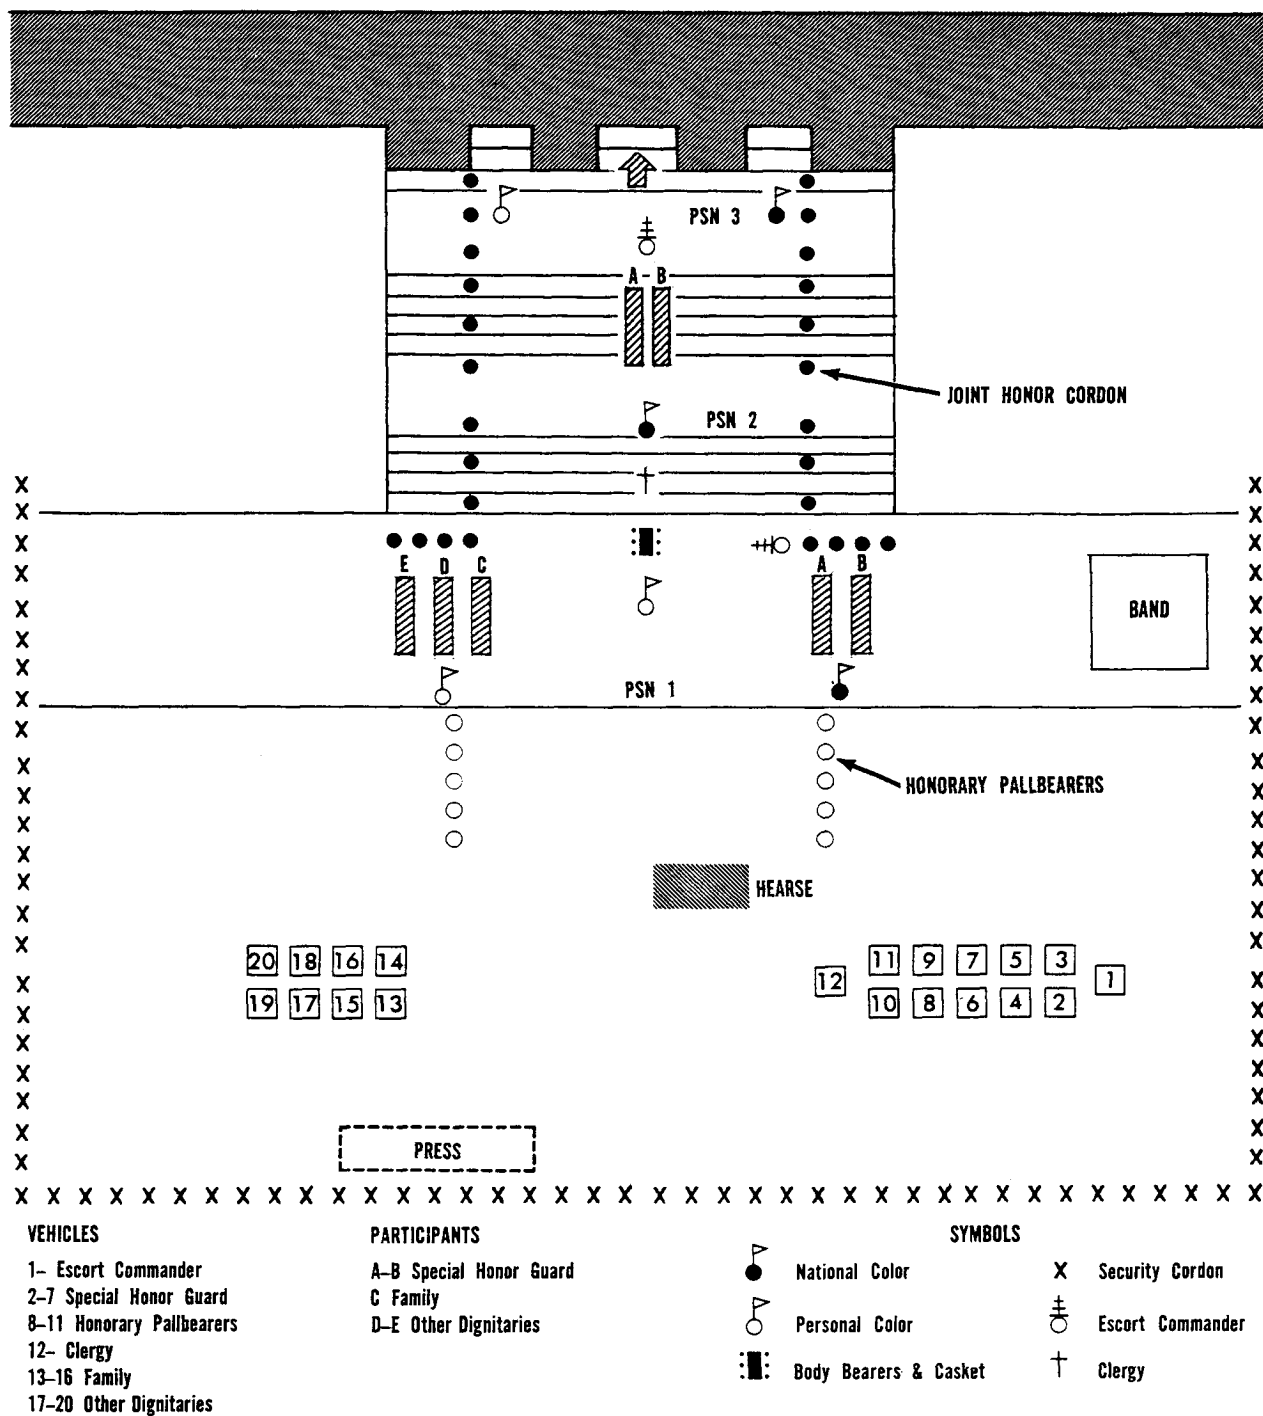 PSN 3
A - B
JOINT HONOR CORDON
PSN 2
E D C
A B
BAND
PSN 1
HONORARY PALLBEARERS
HEARSE
20 18 16 14
11 9 7 5 3
12
1
19 17 15 13
10 8 6 4 2
PRESS
X X X X X X X X X X X X X X X X X X X X X X X X X X X X X X X X X X X X X X X X
VEHICLES
1– Escort Commander
2–7 Special Honor Guard
8–11 Honorary Pallbearers
12– Clergy
13–16 Family
17–20 Other Dignitaries
PARTICIPANTS
A–B Special Honor Guard
C Family
D–E Other Dignitaries
SYMBOLS
National Color
Personal Color
Body Bearers & Casket
X Security Cordon
Escort Commander
Clergy